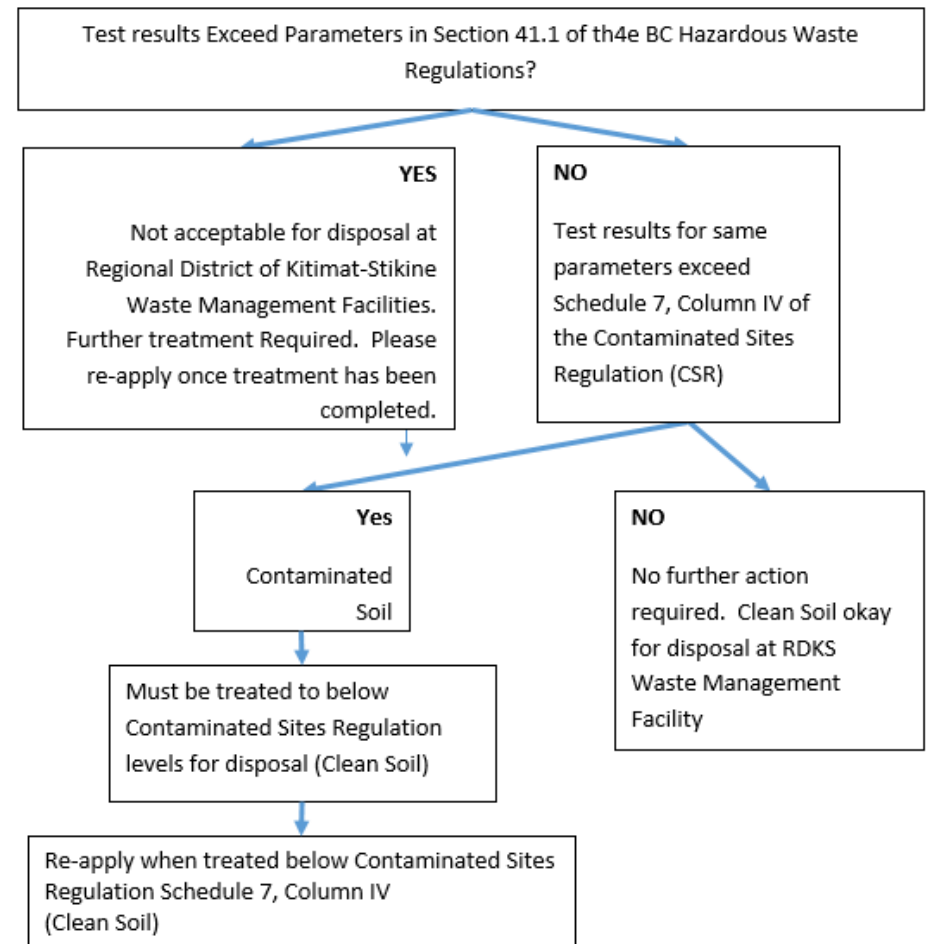 Test results Exceed Parameters in Section 41.1 of th4e BC Hazardous Waste
Regulations?
YES
Not acceptable for disposal at
Regional District of Kitimat-Stikine
Waste Management Facilities.
Further treatment Required.  Please
re-apply once treatment has been
completed.
NO
Test results for same
parameters exceed
Schedule 7, Column IV of
the Contaminated Sites
Regulation (CSR)
Yes
Contaminated
Soil
NO
No further action
required.  Clean Soil okay
for disposal at RDKS
Waste Management
Facility
Must be treated to below
Contaminated Sites Regulation
levels for disposal (Clean Soil)
Re-apply when treated below Contaminated Sites
Regulation Schedule 7, Column IV
(Clean Soil)